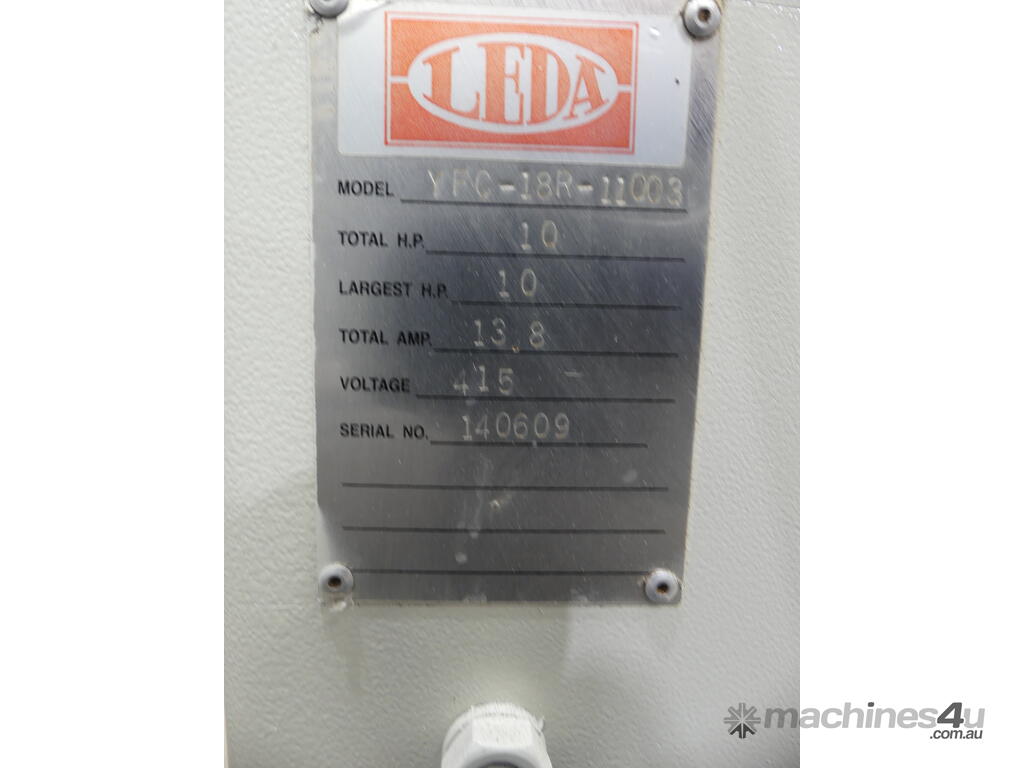 LEDA
MODEL YFC-18R-11003
TOTAL H.P. 10
LARGEST H.P. 10
TOTAL AMP. 13.8
VOLTAGE 415
SERIAL NO. 140609
machines4u
.com.au